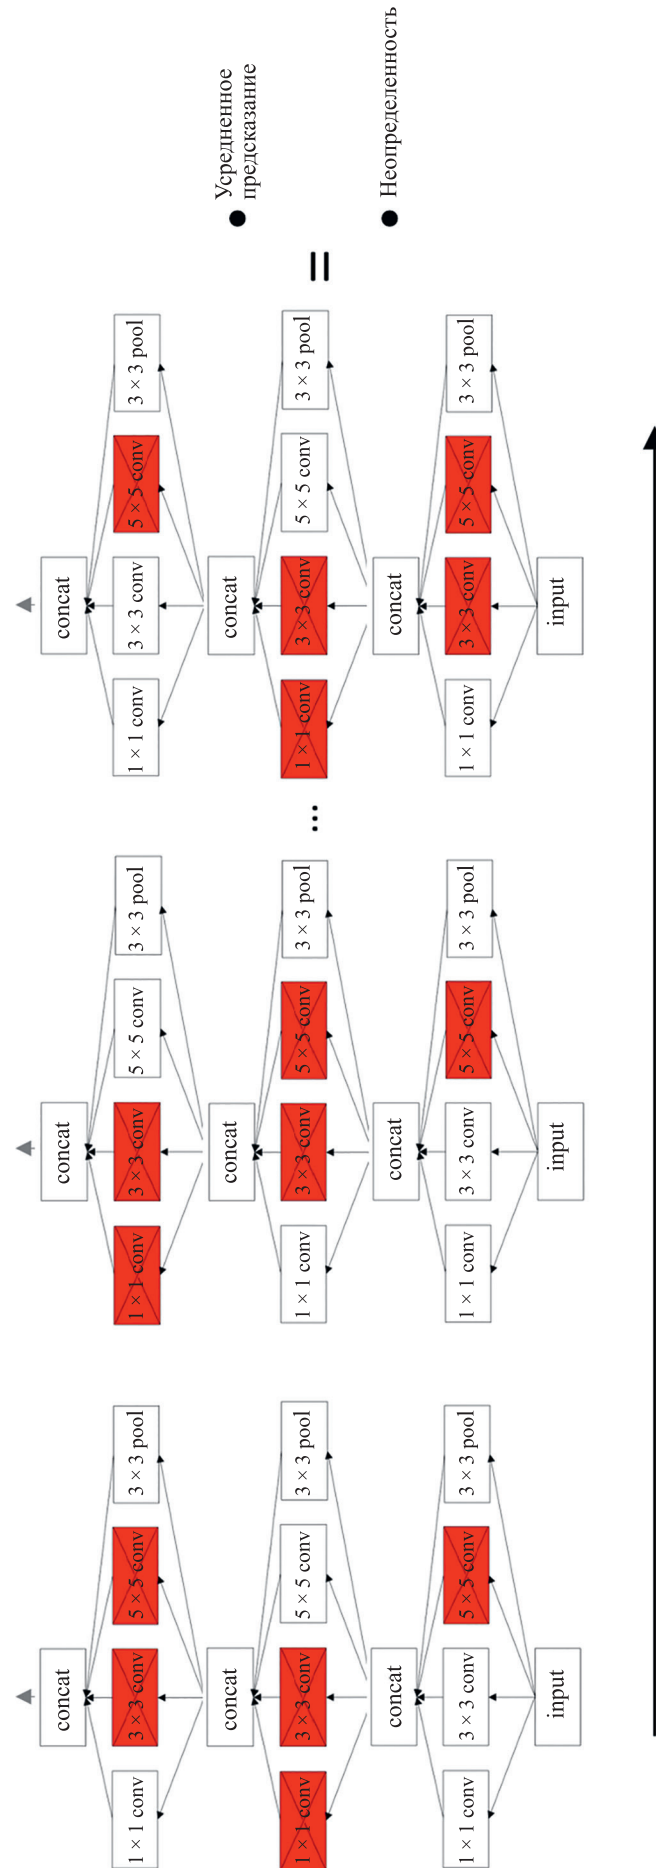 concat
1 × 1 conv
3 × 3 conv
5 × 5 conv
3 × 3 pool
concat
1 × 1 conv
3 × 3 conv
5 × 5 conv
3 × 3 pool
concat
1 × 1 conv
3 × 3 conv
5 × 5 conv
3 × 3 pool
input
concat
1 × 1 conv
3 × 3 conv
5 × 5 conv
3 × 3 pool
concat
1 × 1 conv
3 × 3 conv
5 × 5 conv
3 × 3 pool
concat
1 × 1 conv
3 × 3 conv
5 × 5 conv
3 × 3 pool
input
...
concat
1 × 1 conv
3 × 3 conv
5 × 5 conv
3 × 3 pool
concat
1 × 1 conv
3 × 3 conv
5 × 5 conv
3 × 3 pool
concat
1 × 1 conv
3 × 3 conv
5 × 5 conv
3 × 3 pool
input
=
● Усредненное
предсказание
● Неопределенность